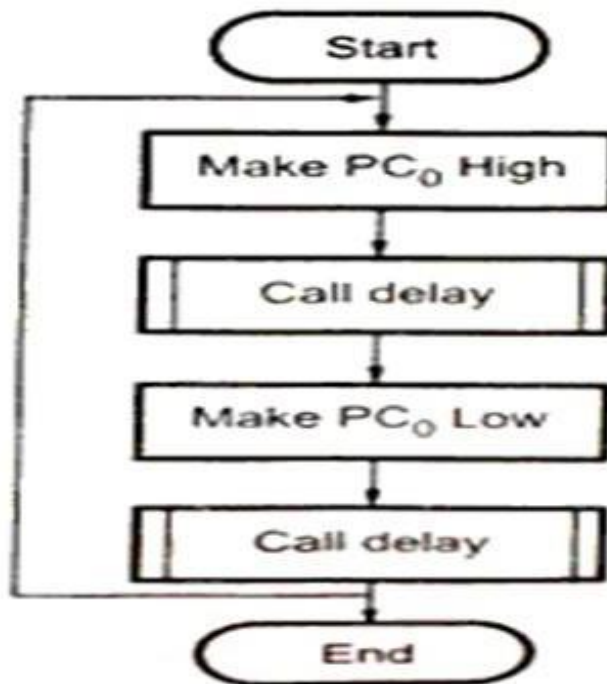 Start
Make PC₀ High
Call delay
Make PC₀ Low
Call delay
End